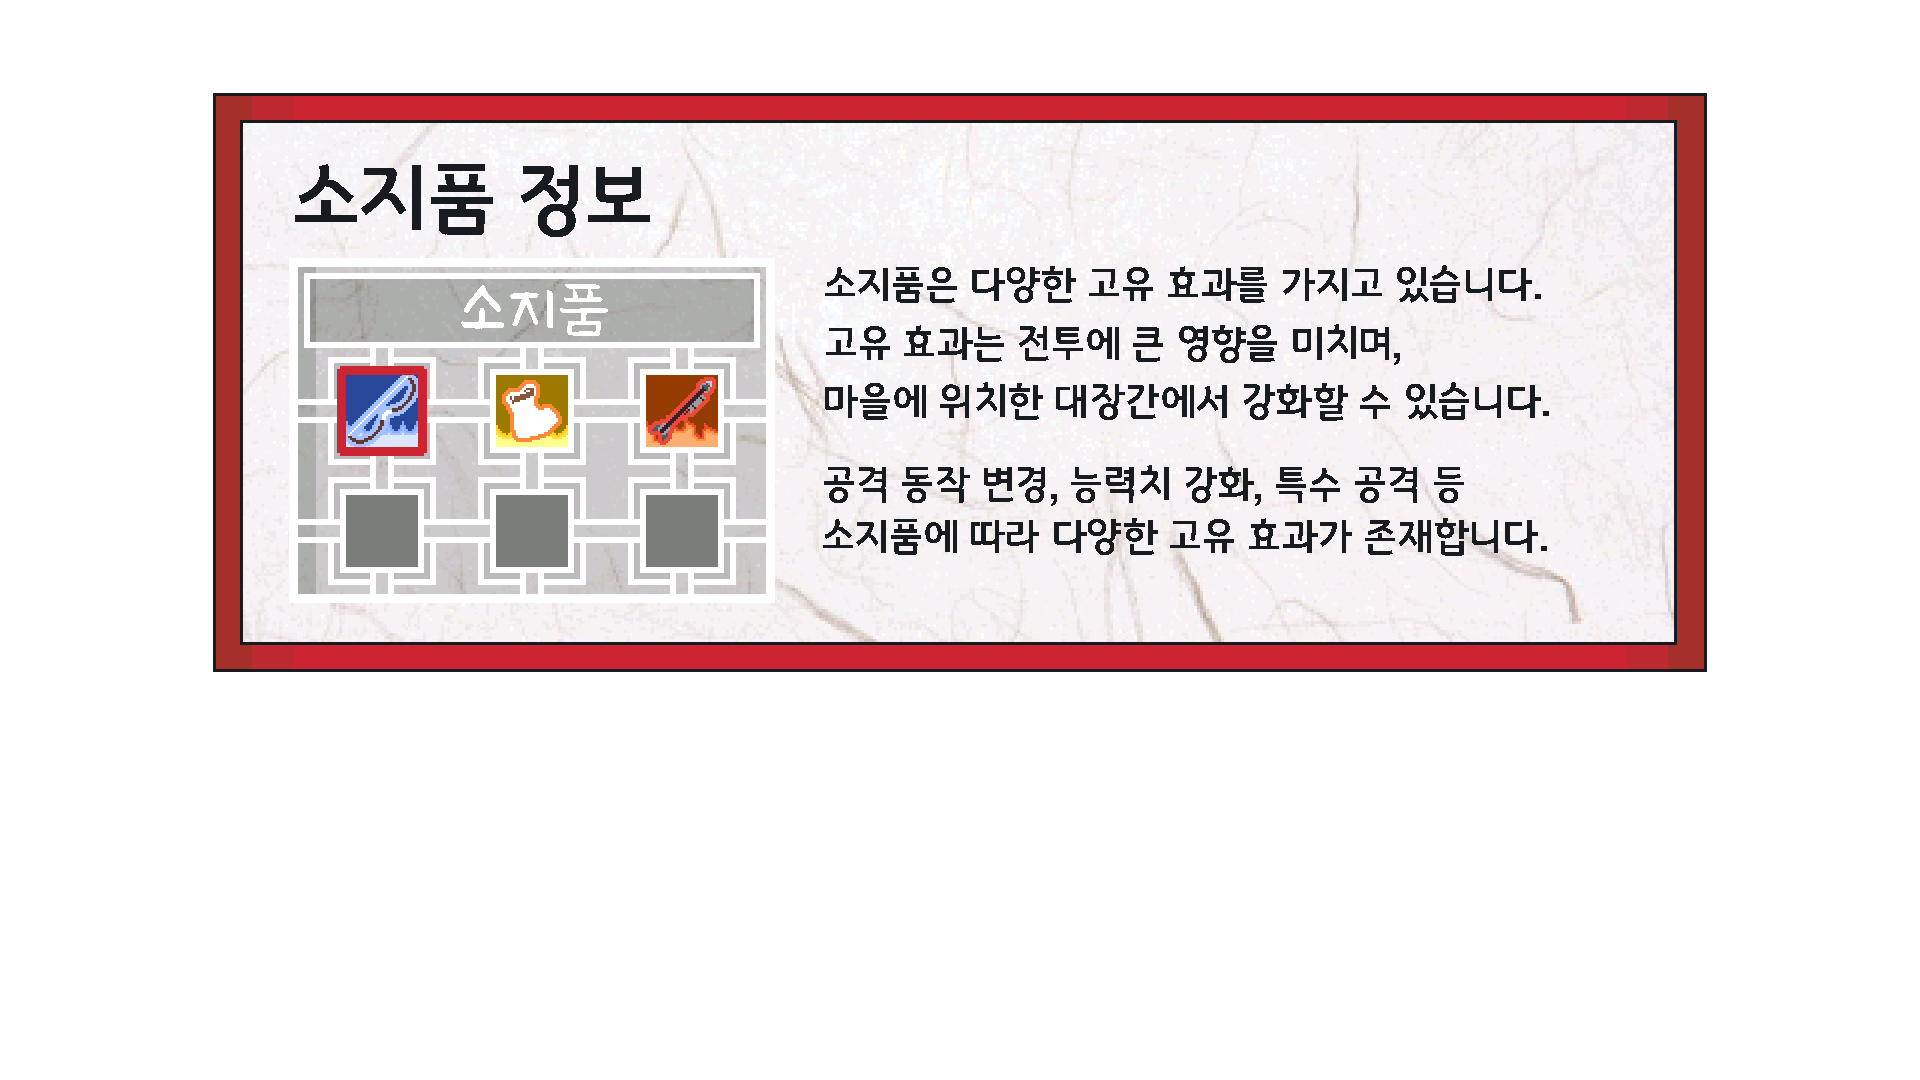 소지품 정보
소지품
소지품은 다양한 고유 효과를 가지고 있습니다.
고유 효과는 전투에 큰 영향을 미치며,
마을에 위치한 대장간에서 강화할 수 있습니다.
공격 동작 변경, 능력치 강화, 특수 공격 등
소지품에 따라 다양한 고유 효과가 존재합니다.